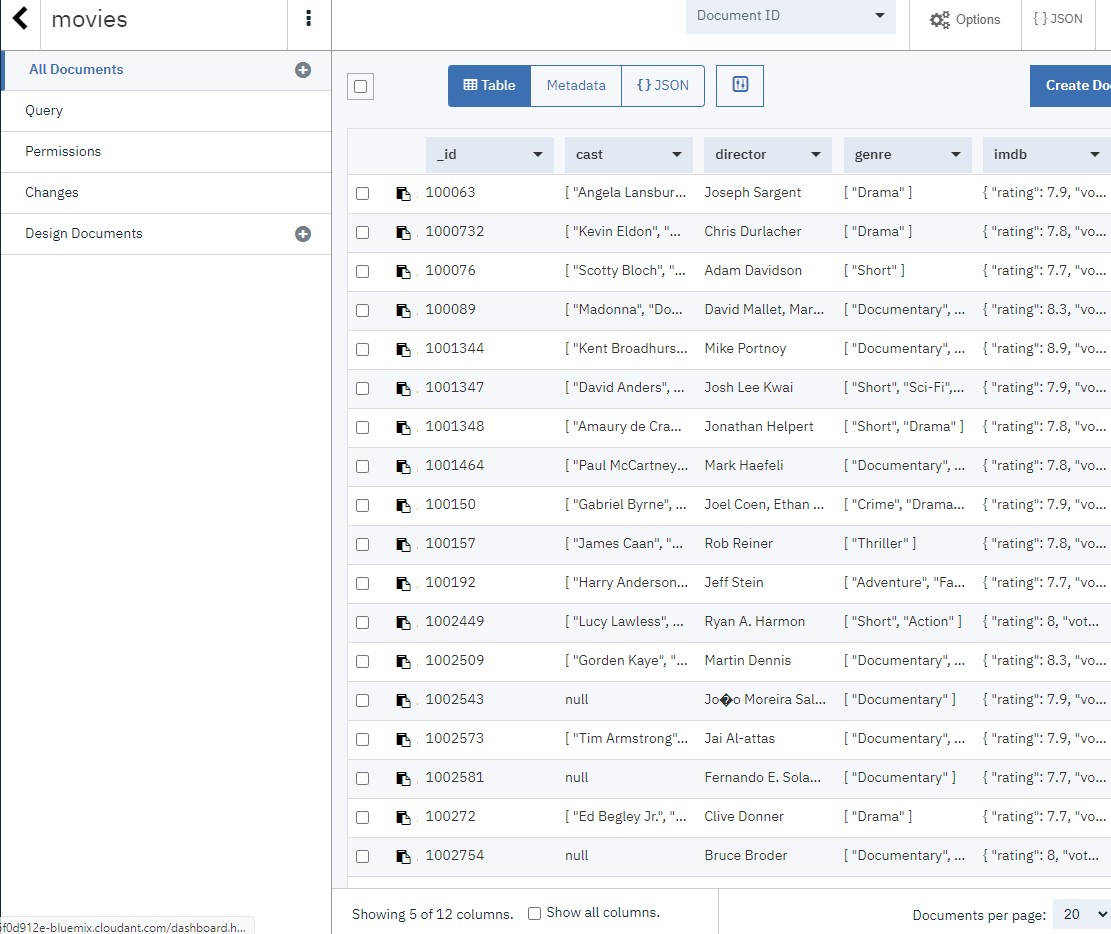 movies
Document ID
Options
{ } JSON
All Documents
Query
Permissions
Changes
Design Documents
Table
Metadata
{ } JSON
Create Do
_id cast director genre imdb
100063 [ "Angela Lansbur... Joseph Sargent [ "Drama" ] { "rating": 7.9, "vo...
1000732 [ "Kevin Eldon", "... Chris Durlacher [ "Drama" ] { "rating": 7.8, "vo...
100076 [ "Scotty Bloch", "... Adam Davidson [ "Short" ] { "rating": 7.7, "vo...
100089 [ "Madonna", "Do... David Mallet, Mar... [ "Documentary", ... { "rating": 8.3, "vo...
1001344 [ "Kent Broadhurs... Mike Portnoy [ "Documentary", ... { "rating": 8.9, "vo...
1001347 [ "David Anders", ... Josh Lee Kwai [ "Short", "Sci-Fi",... { "rating": 7.9, "vo...
1001348 [ "Amaury de Cra... Jonathan Helpert [ "Short", "Drama" ] { "rating": 7.8, "vo...
1001464 [ "Paul McCartney... Mark Haefeli [ "Documentary", ... { "rating": 7.8, "vo...
100150 [ "Gabriel Byrne", ... Joel Coen, Ethan ... [ "Crime", "Drama... { "rating": 7.9, "vo...
100157 [ "James Caan", "... Rob Reiner [ "Thriller" ] { "rating": 7.8, "vo...
100192 [ "Harry Anderson... Jeff Stein [ "Adventure", "Fa... { "rating": 7.7, "vo...
1002449 [ "Lucy Lawless", ... Ryan A. Harmon [ "Short", "Action" ] { "rating": 8, "vot...
1002509 [ "Gorden Kaye", "... Martin Dennis [ "Documentary", ... { "rating": 8.3, "vo...
1002543 null Jo�o Moreira Sal... [ "Documentary" ] { "rating": 7.9, "vo...
1002573 [ "Tim Armstrong"... Jai Al-attas [ "Documentary", ... { "rating": 7.9, "vo...
1002581 null Fernando E. Sola... [ "Documentary" ] { "rating": 7.7, "vo...
100272 [ "Ed Begley Jr.", "... Clive Donner [ "Drama" ] { "rating": 7.7, "vo...
1002754 null Bruce Broder [ "Documentary", ... { "rating": 8, "vot...
Showing 5 of 12 columns. Show all columns.
Documents per page: 20
f0d912e-bluemix.cloudant.com/dashboard.h...